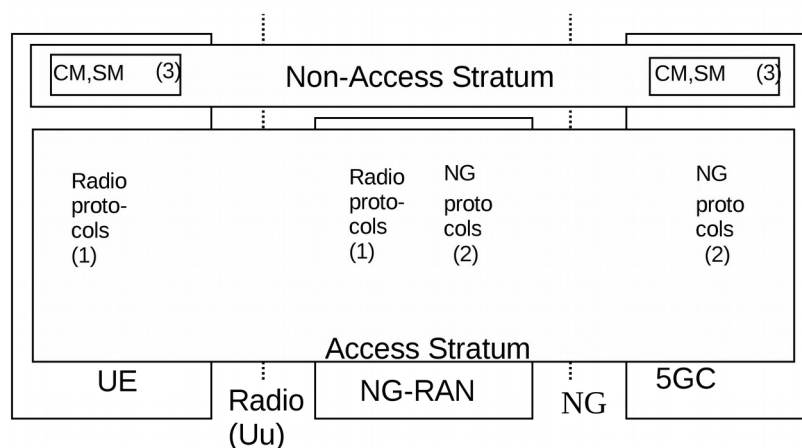 CM,SM (3)
Non-Access Stratum
CM,SM (3)
Radio
proto-
cols
(1)
Radio
proto-
cols
(1)
NG
proto
cols
(2)
NG
proto
cols
(2)
Access Stratum
UE
Radio
(Uu)
NG-RAN
NG
5GC